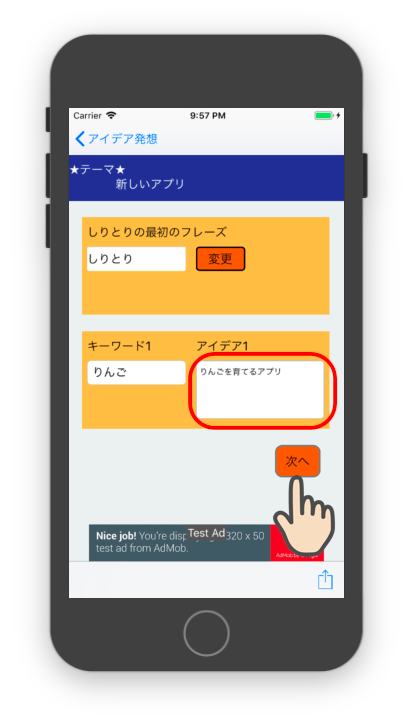 Carrier 9:57 PM
アイデア発想
★テーマ★
新しいアプリ
しりとりの最初のフレーズ
しりとり 変更
キーワード1 アイデア1
りんご りんごを育てるアプリ
次へ
Nice job! You're disp Test Ad 320 x 50
test ad from AdMob.